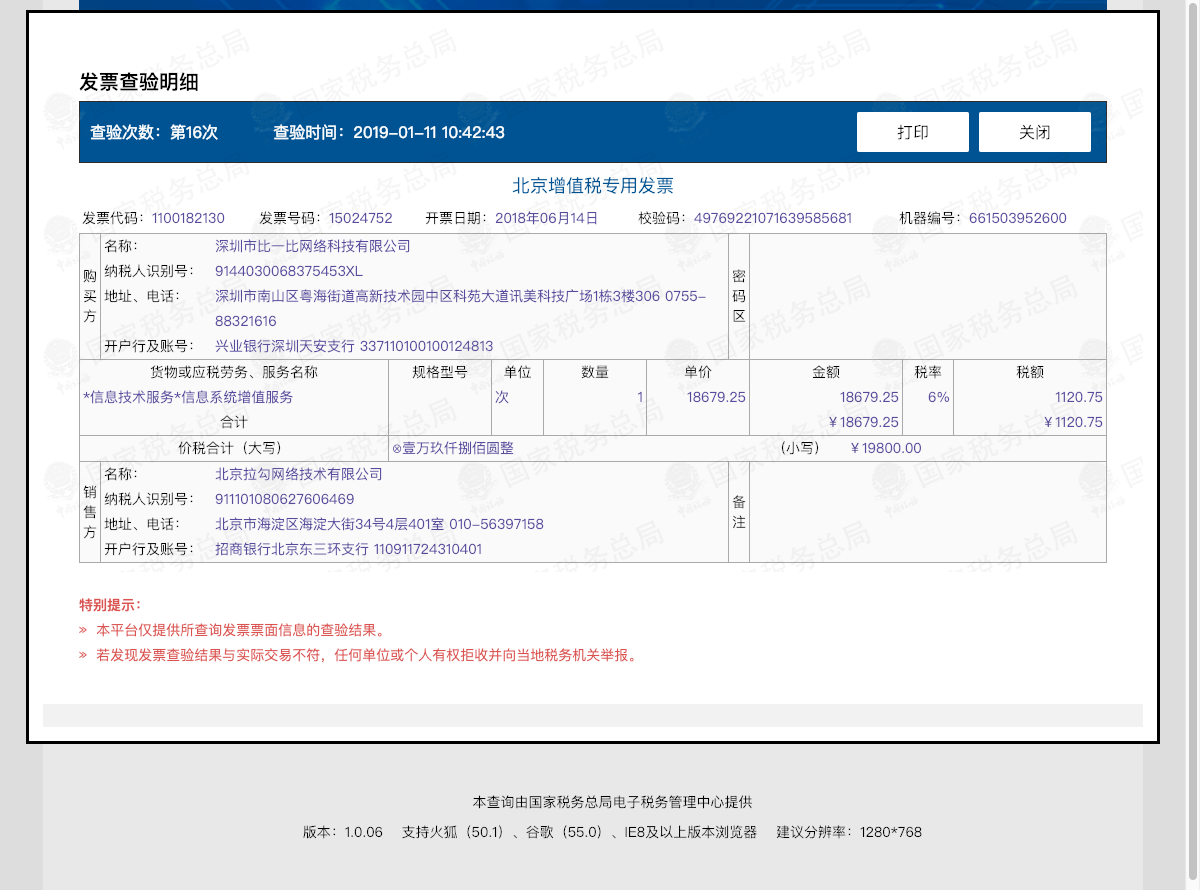 发票查验明细
查验次数：第16次 查验时间：2019-01-11 10:42:43 打印 关闭
北京增值税专用发票
发票代码：1100182130 发票号码：15024752 开票日期：2018年06月14日 校验码：49769221071639585681 机器编号：661503952600
购买方
名称： 深圳市比一比网络科技有限公司
纳税人识别号： 9144030068375453XL
地址、电话： 深圳市南山区粤海街道高新技术园中区科苑大道讯美科技广场1栋3楼306 0755-
88321616
开户行及账号： 兴业银行深圳天安支行 337110100100124813
密码区
货物或应税劳务、服务名称 规格型号 单位 数量 单价 金额 税率 税额
*信息技术服务*信息系统增值服务 次 1 18679.25 18679.25 6% 1120.75
合计 ￥18679.25 ￥1120.75
价税合计（大写） ⊗壹万玖仟捌佰圆整 （小写） ￥19800.00
销售方
名称： 北京拉勾网络技术有限公司
纳税人识别号： 911101080627606469
地址、电话： 北京市海淀区海淀大街34号4层401室 010-56397158
开户行及账号： 招商银行北京东三环支行 110911724310401
备注
特别提示：
» 本平台仅提供所查询发票票面信息的查验结果。
» 若发现发票查验结果与实际交易不符，任何单位或个人有权拒收并向当地税务机关举报。
本查询由国家税务总局电子税务管理中心提供
版本：1.0.06 支持火狐（50.1）、谷歌（55.0）、IE8及以上版本浏览器 建议分辨率：1280*768
国家税务总局